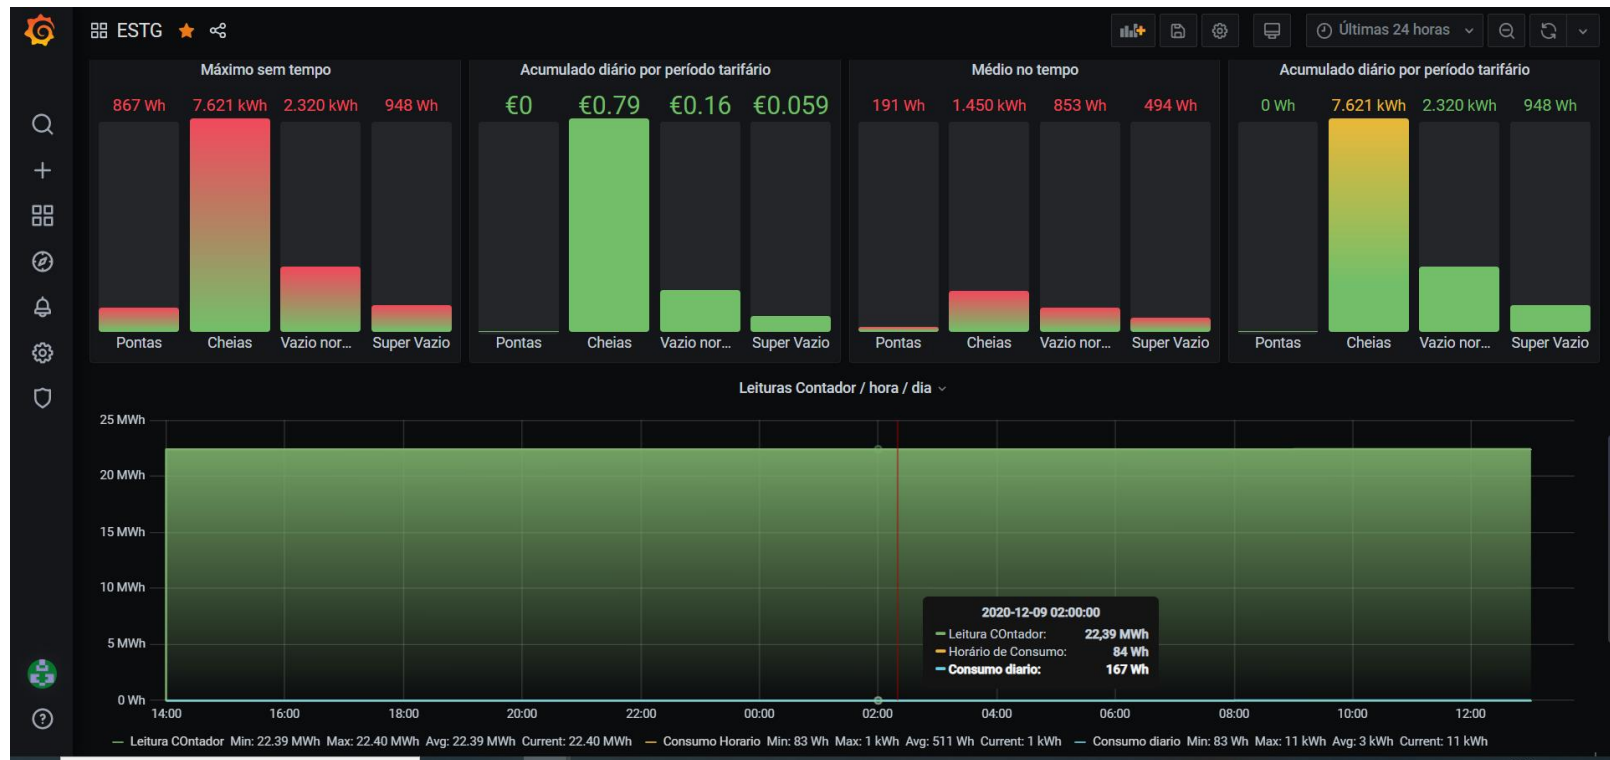 ESTG
Últimas 24 horas
Máximo sem tempo
867 Wh 7.621 kWh 2.320 kWh 948 Wh
Pontas Cheias Vazio nor... Super Vazio
Acumulado diário por período tarifário
€0 €0.79 €0.16 €0.059
Pontas Cheias Vazio nor... Super Vazio
Médio no tempo
191 Wh 1.450 kWh 853 Wh 494 Wh
Pontas Cheias Vazio nor... Super Vazio
Acumulado diário por período tarifário
0 Wh 7.621 kWh 2.320 kWh 948 Wh
Pontas Cheias Vazio nor... Super Vazio
Leituras Contador / hora / dia
25 MWh
20 MWh
15 MWh
10 MWh
5 MWh
0 Wh
2020-12-09 02:00:00
Leitura COntador: 22,39 MWh
Horário de Consumo: 84 Wh
Consumo diario: 167 Wh
14:00 16:00 18:00 20:00 22:00 00:00 02:00 04:00 06:00 08:00 10:00 12:00
Leitura COntador Min: 22.39 MWh Max: 22.40 MWh Avg: 22.39 MWh Current: 22.40 MWh Consumo Horario Min: 83 Wh Max: 1 kWh Avg: 511 Wh Current: 1 kWh Consumo diario Min: 83 Wh Max: 11 kWh Avg: 3 kWh Current: 11 kWh